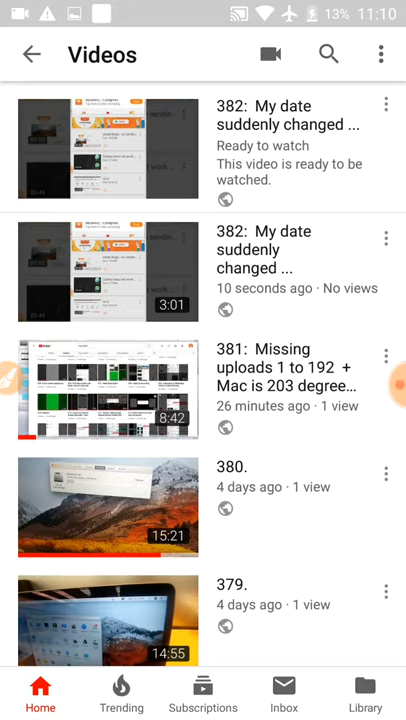 13% 11:10
Videos
382: My date
suddenly changed ...
Ready to watch
This video is ready to be
watched.
382: My date
suddenly
changed ...
10 seconds ago · No views
3:01
381: Missing
uploads 1 to 192 +
Mac is 203 degree...
26 minutes ago · 1 view
8:42
380.
4 days ago · 1 view
15:21
379.
4 days ago · 1 view
14:55
Home Trending Subscriptions Inbox Library